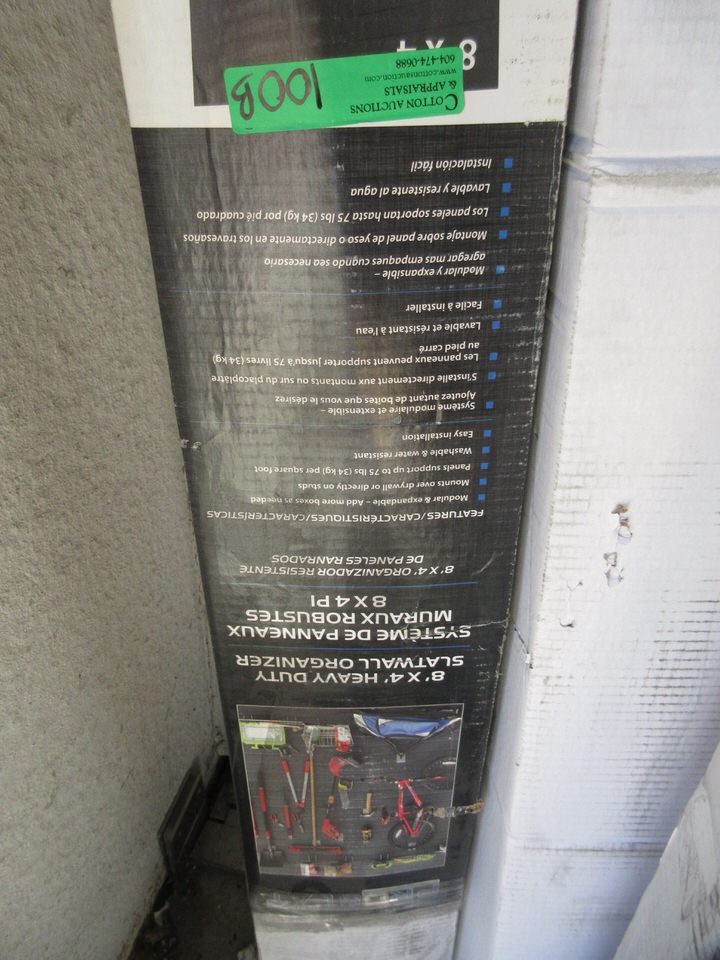 8' X 4' HEAVY DUTY
SLATWALL ORGANIZER
SYSTÈME DE PANNEAUX
MURAUX ROBUSTES
8 X 4 PI
8' X 4' ORGANIZADOR RESISTENTE
DE PANELES RANRADOS
FEATURES/CARACTÉRISTIQUES/CARACTERÍSTICAS
Modular & expandable – Add more boxes as needed
Mounts over drywall or directly on studs
Panels support up to 75 lbs (34 kg) per square foot
Washable & water resistant
Easy installation
Système modulaire et extensible –
Ajoutez autant de boîtes que vous le désirez
S'installe directement aux montants ou sur du placoplâtre
Les panneaux peuvent supporter jusqu'à 75 livres (34 kg)
au pied carré
Lavable et résistant à l'eau
Facile à installer
Modular y expansible –
agregar mas empaques cuando sea necesario
Montaje sobre panel de yeso o directamente en los travesaños
Los paneles soportan hasta 75 lbs (34 kg) por pié cuadrado
Lavable y resistente al agua
Instalación fácil
COTTON AUCTIONS
& APPRAISALS
www.cottonsauction.com
604-474-0688
100B
8 X 4